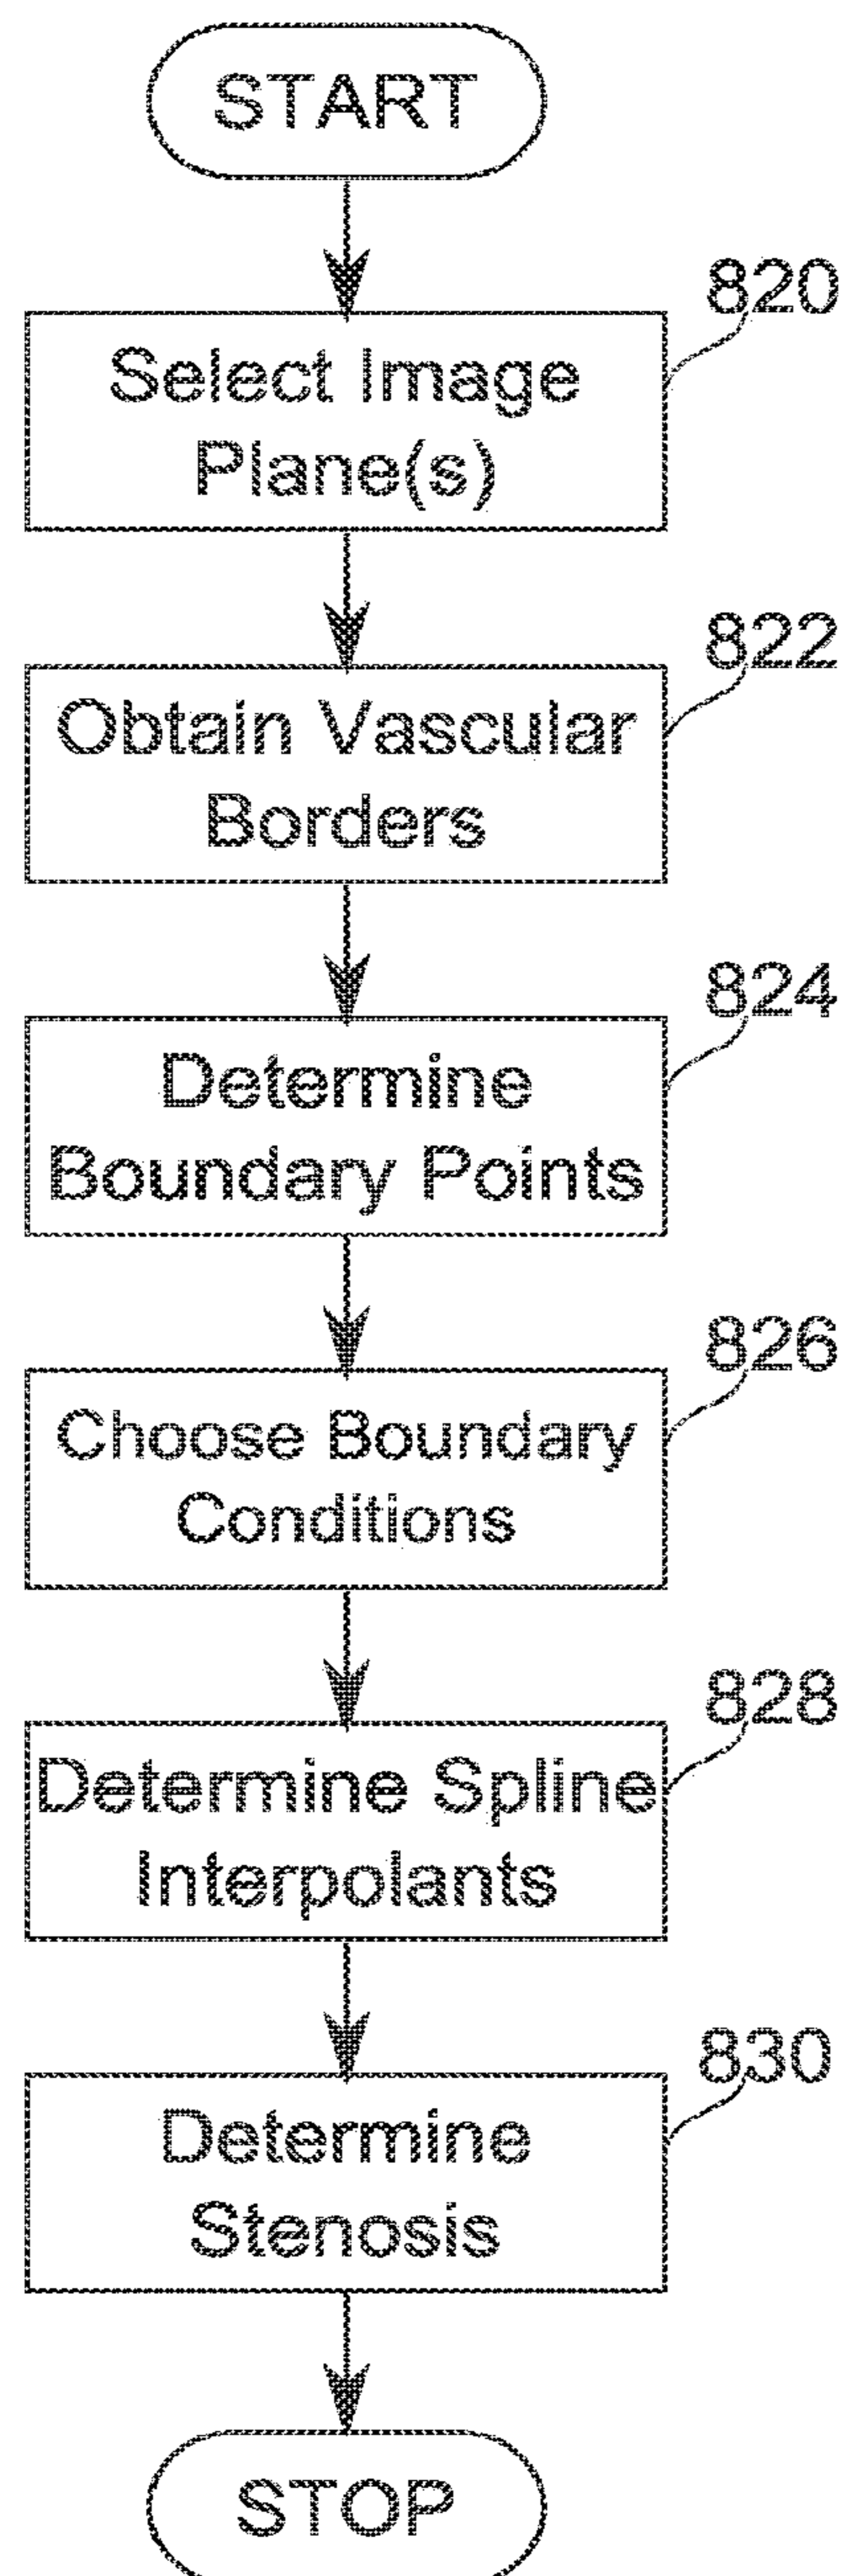 START
820
Select Image
Plane(s)
822
Obtain Vascular
Borders
824
Determine
Boundary Points
826
Choose Boundary
Conditions
828
Determine Spline
Interpolants
830
Determine
Stenosis
STOP